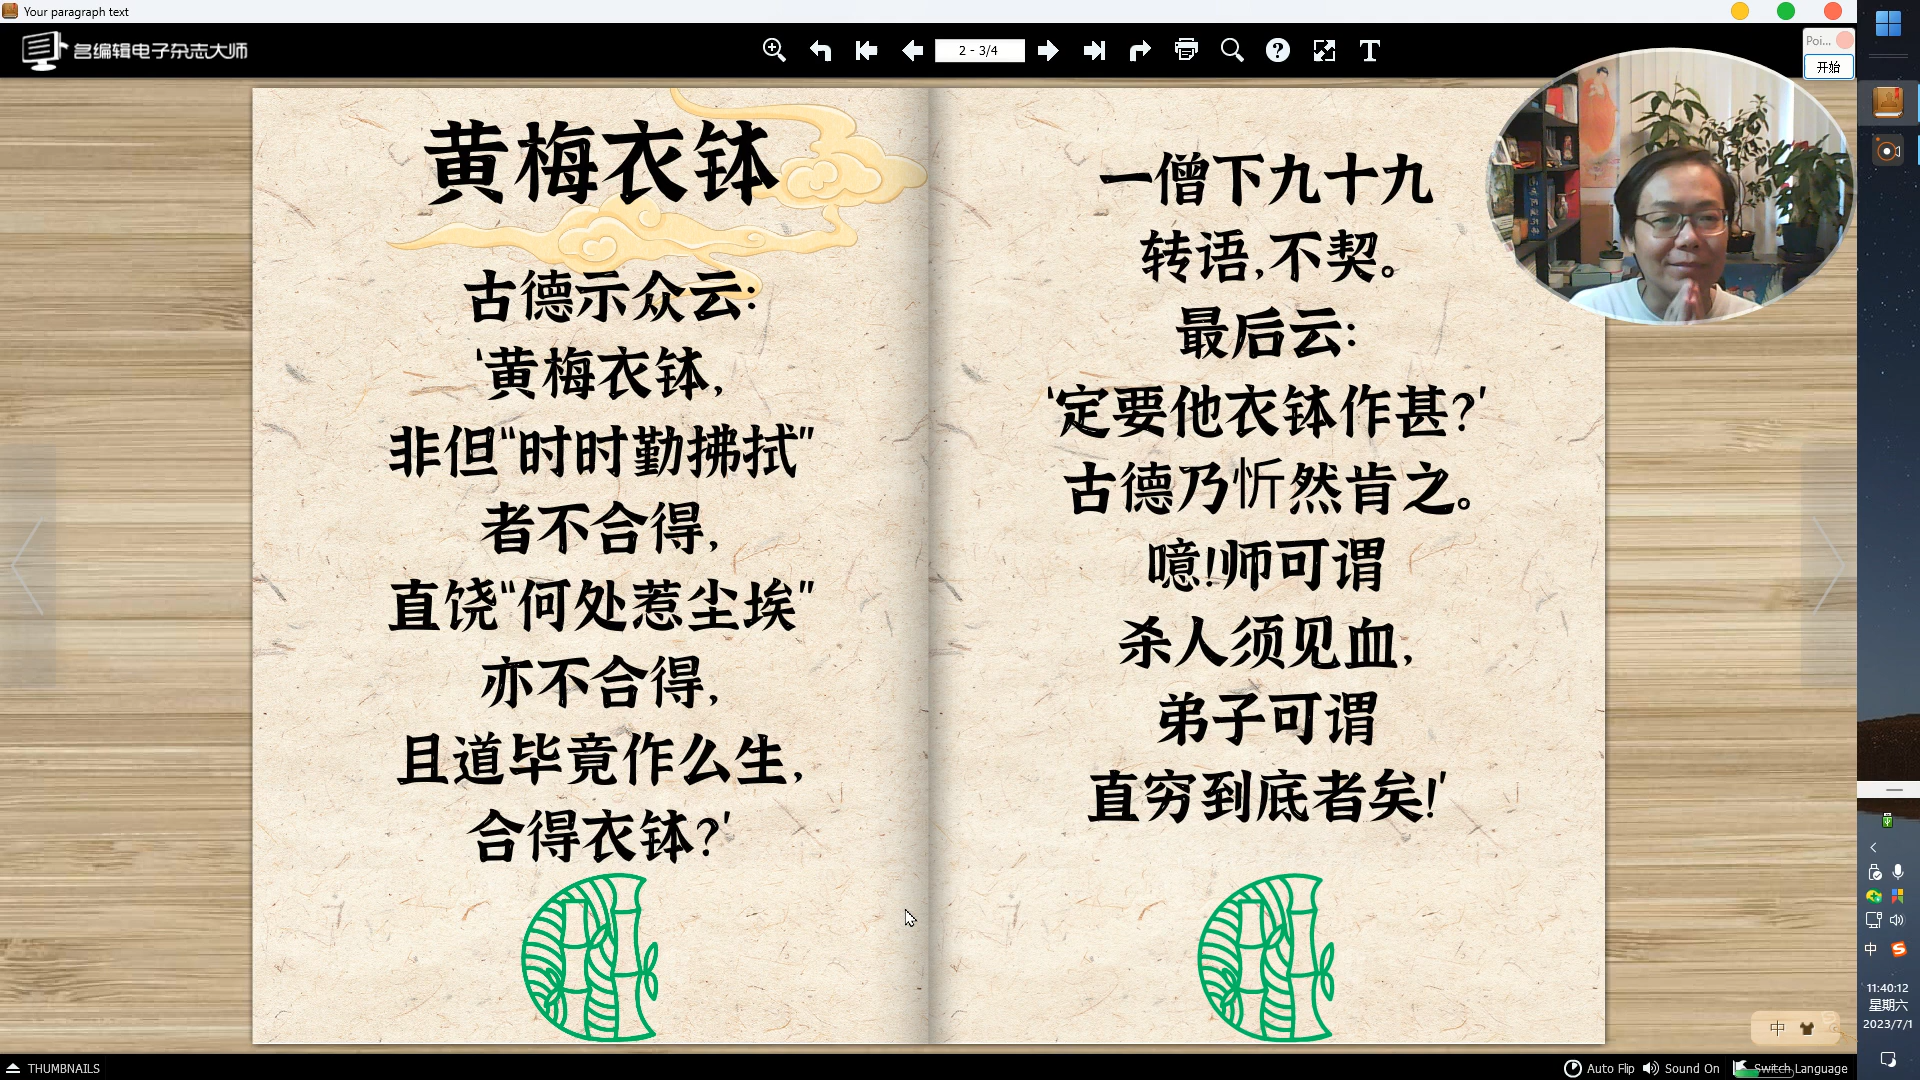 Your paragraph text
名编辑电子杂志大师
2 - 3/4
Poi...
开始
黄梅衣钵
古德示众云:
‘黄梅衣钵,
非但“时时勤拂拭”
者不合得,
直饶“何处惹尘埃”
亦不合得,
且道毕竟作么生,
合得衣钵?’
一僧下九十九
转语,不契。
最后云:
‘定要他衣钵作甚?’
古德乃忻然肯之。
噫!师可谓
杀人须见血,
弟子可谓
直穷到底者矣!’
中
11:40:12
星期六
2023/7/1
中
THUMBNAILS
Auto Flip
Sound On
Switch Language